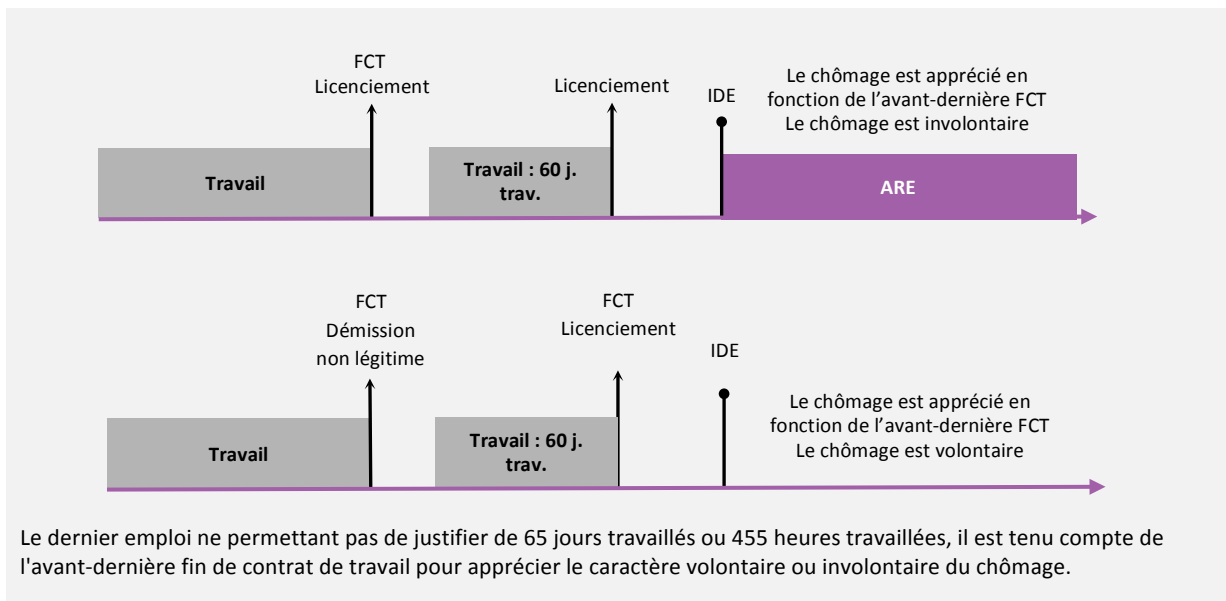 FCT
Licenciement
Licenciement
IDE
Le chômage est apprécié en
fonction de l’avant-dernière FCT
Le chômage est involontaire
Travail
Travail : 60 j.
trav.
ARE
FCT
Démission
non légitime
FCT
Licenciement
IDE
Le chômage est apprécié en
fonction de l’avant-dernière FCT
Le chômage est volontaire
Travail
Travail : 60 j.
trav.
Le dernier emploi ne permettant pas de justifier de 65 jours travaillés ou 455 heures travaillées, il est tenu compte de
l'avant-dernière fin de contrat de travail pour apprécier le caractère volontaire ou involontaire du chômage.